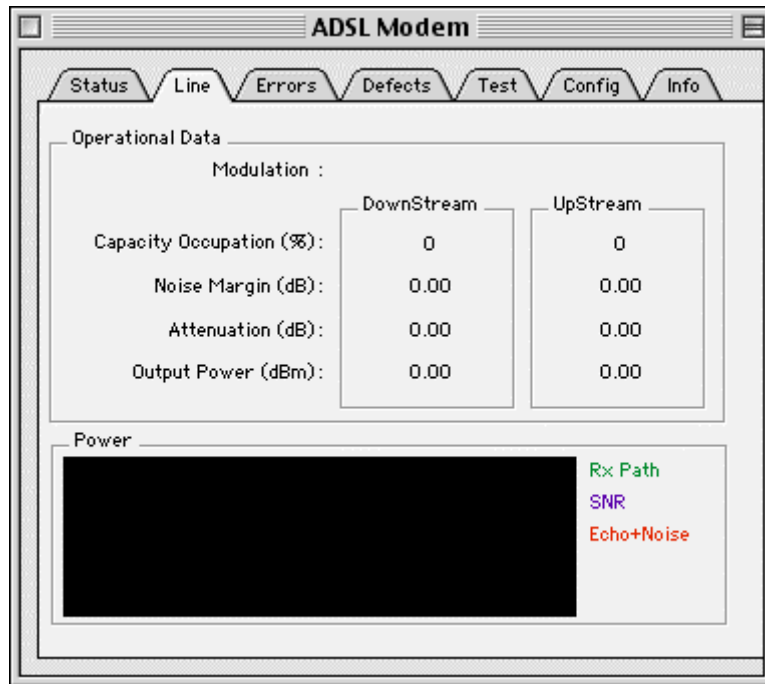 ADSL Modem
Status Line Errors Defects Test Config Info
Operational Data
Modulation :
DownStream UpStream
Capacity Occupation (%): 0 0
Noise Margin (dB): 0.00 0.00
Attenuation (dB): 0.00 0.00
Output Power (dBm): 0.00 0.00
Power
Rx Path
SNR
Echo+Noise